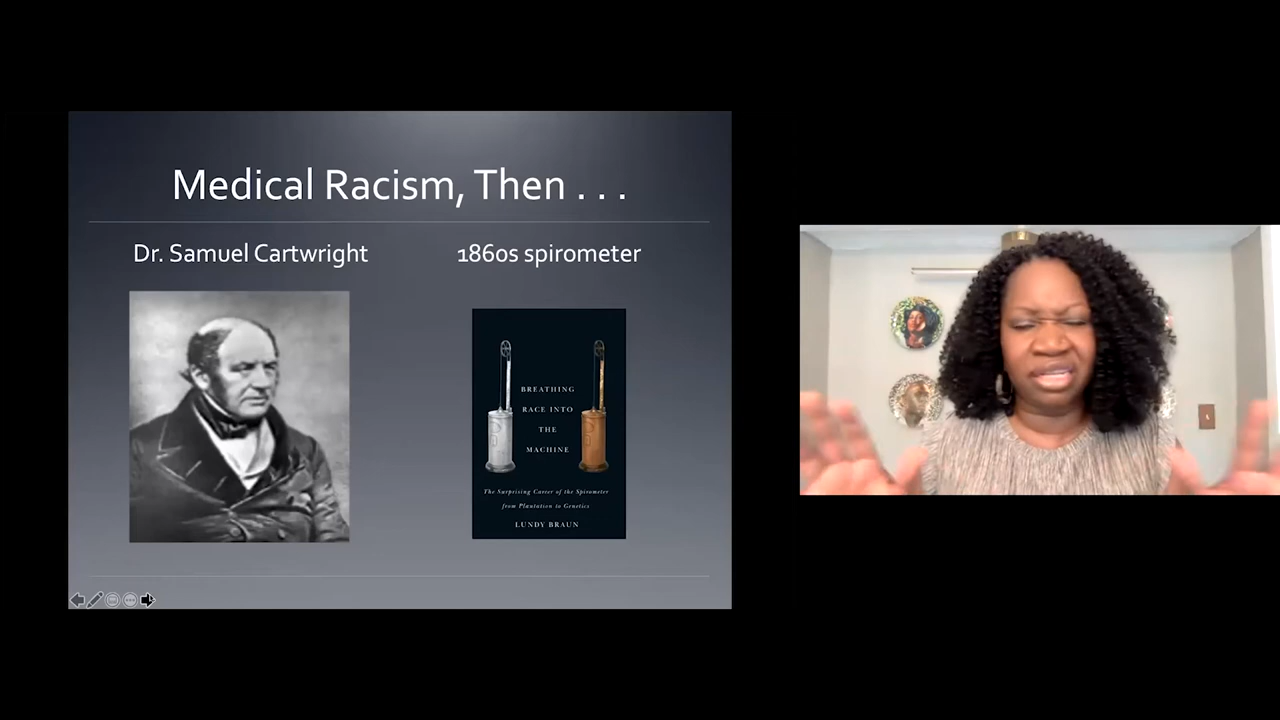 Medical Racism, Then . . .
Dr. Samuel Cartwright
1860s spirometer
BREATHING
RACE INTO
THE
MACHINE
The Surprising Career of the Spirometer
from Plantation to Genetics
LUNDY BRAUN